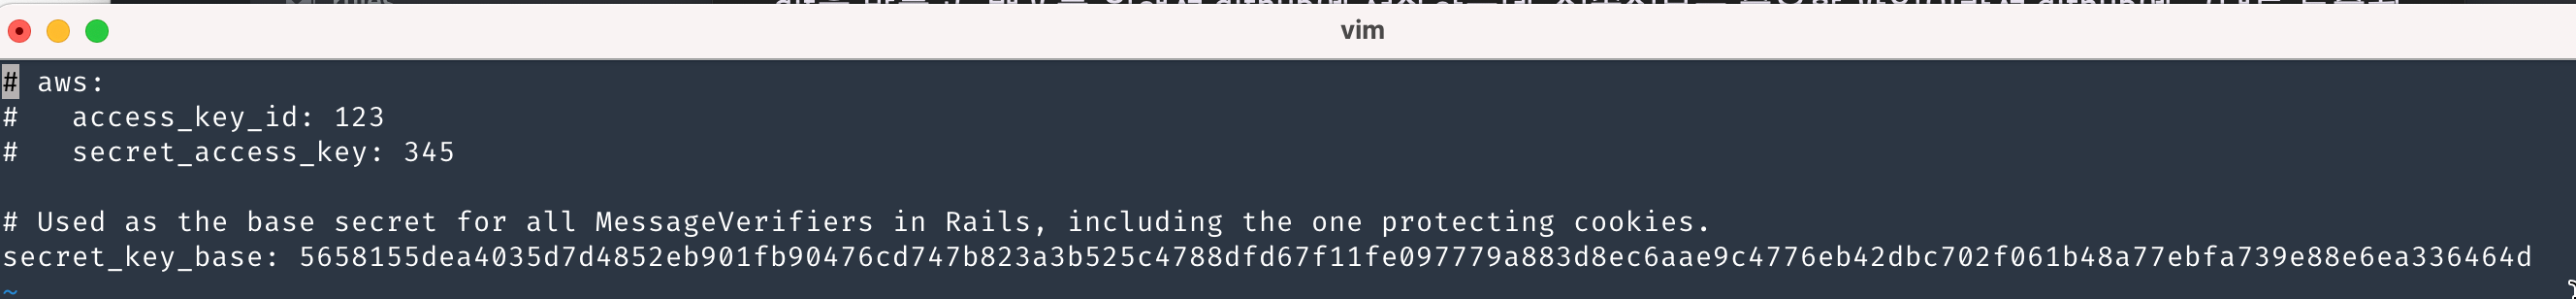 vim
# aws:
#   access_key_id: 123
#   secret_access_key: 345
# Used as the base secret for all MessageVerifiers in Rails, including the one protecting cookies.
secret_key_base: 5658155dea4035d7d4852eb901fb90476cd747b823a3b525c4788dfd67f11fe097779a883d8ec6aae9c4776eb42dbc702f061b48a77ebfa739e88e6ea336464d
~